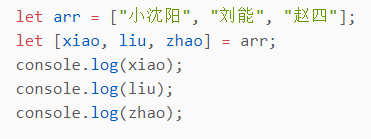 let arr = ["小沈阳", "刘能", "赵四"];
let [xiao, liu, zhao] = arr;
console.log(xiao);
console.log(liu);
console.log(zhao);